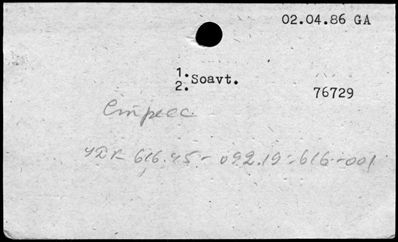 02.04.86 GA
1. Soavt.
2.
76729
Стресс
УДК 616.45-092.19:616-001